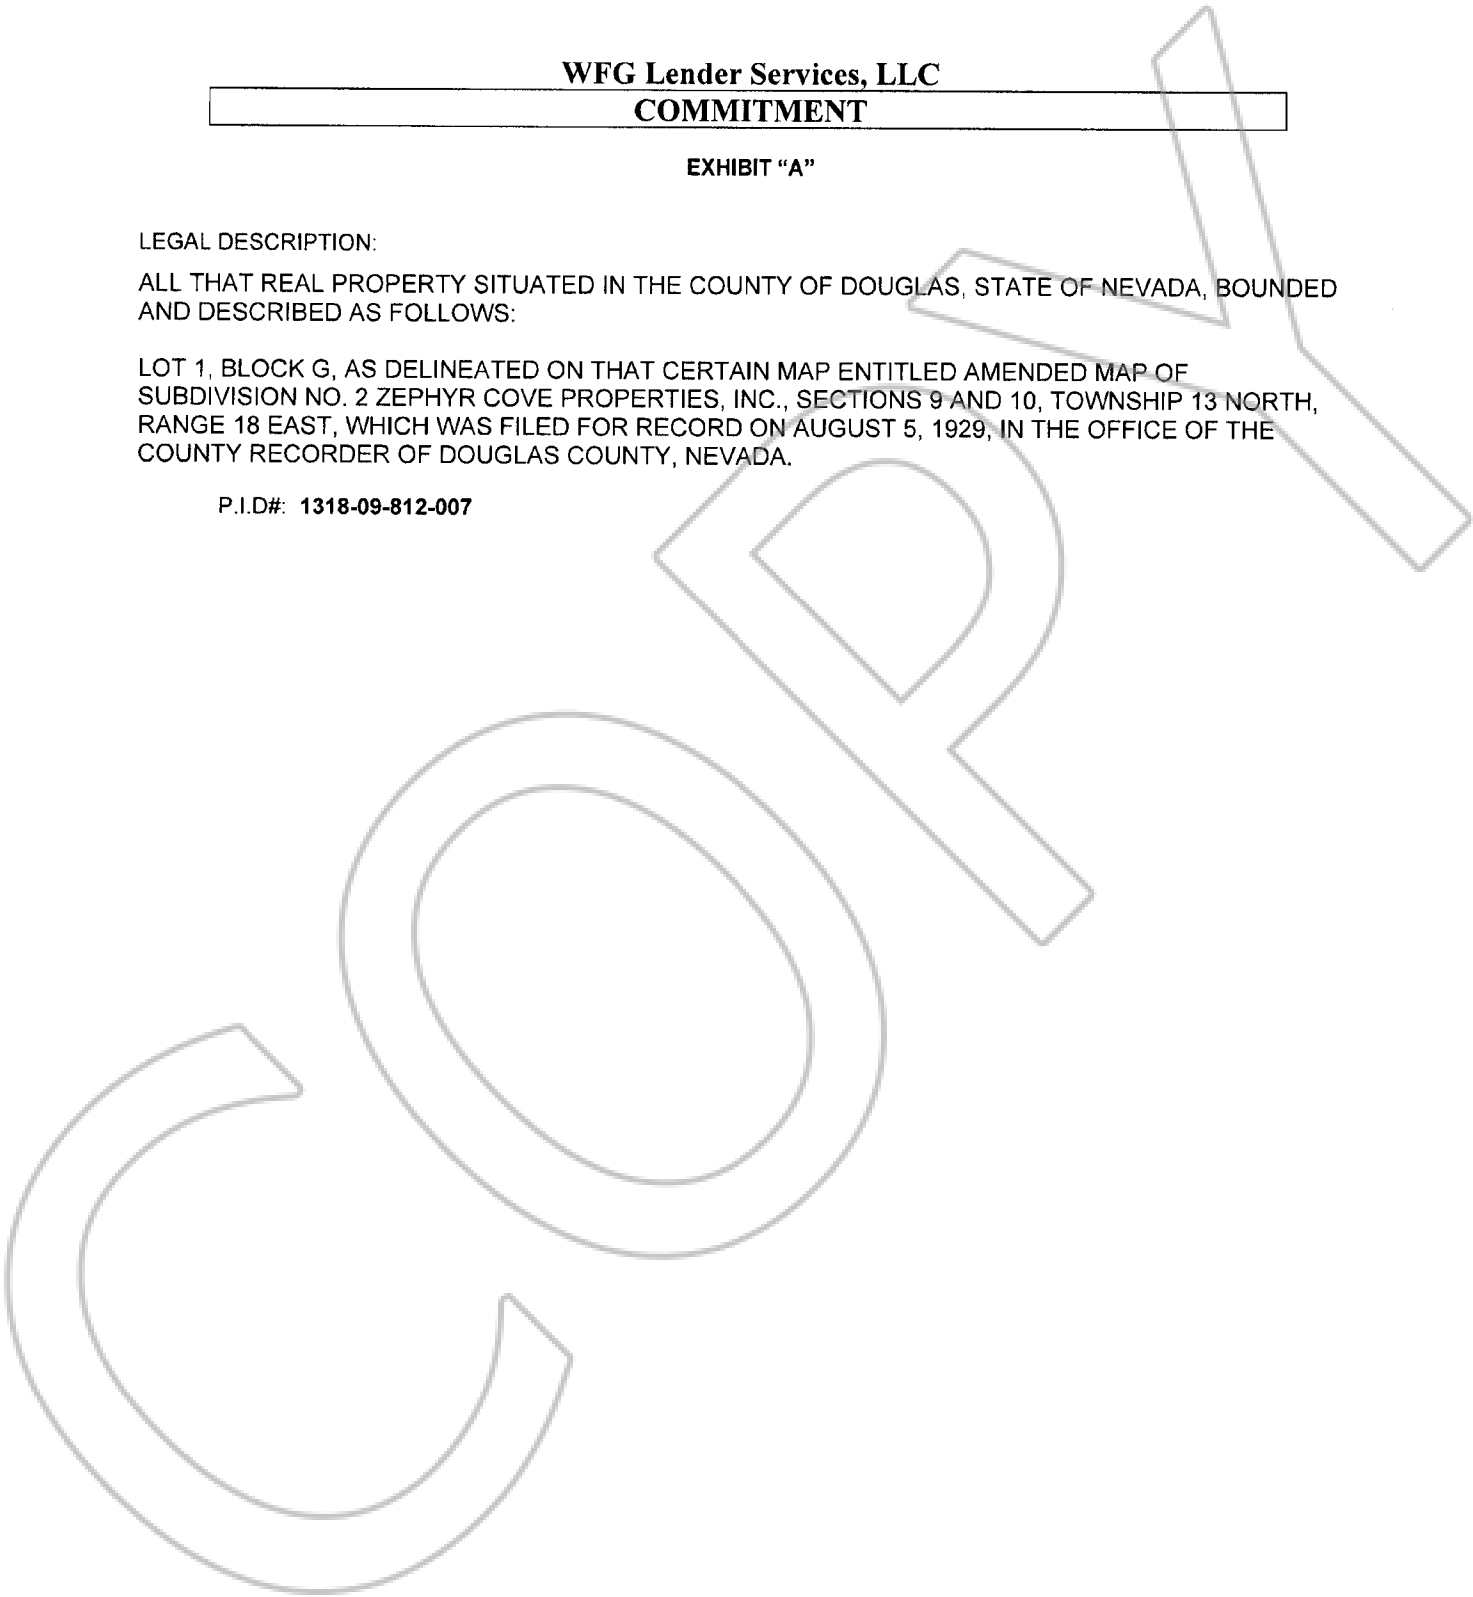 WFG Lender Services, LLC
COMMITMENT
EXHIBIT “A”
LEGAL DESCRIPTION:
ALL THAT REAL PROPERTY SITUATED IN THE COUNTY OF DOUGLAS, STATE OF NEVADA, BOUNDED
AND DESCRIBED AS FOLLOWS:
LOT 1, BLOCK G, AS DELINEATED ON THAT CERTAIN MAP ENTITLED AMENDED MAP OF
SUBDIVISION NO. 2 ZEPHYR COVE PROPERTIES, INC., SECTIONS 9 AND 10, TOWNSHIP 13 NORTH,
RANGE 18 EAST, WHICH WAS FILED FOR RECORD ON AUGUST 5, 1929, IN THE OFFICE OF THE
COUNTY RECORDER OF DOUGLAS COUNTY, NEVADA.
P.I.D#: 1318-09-812-007
COPY